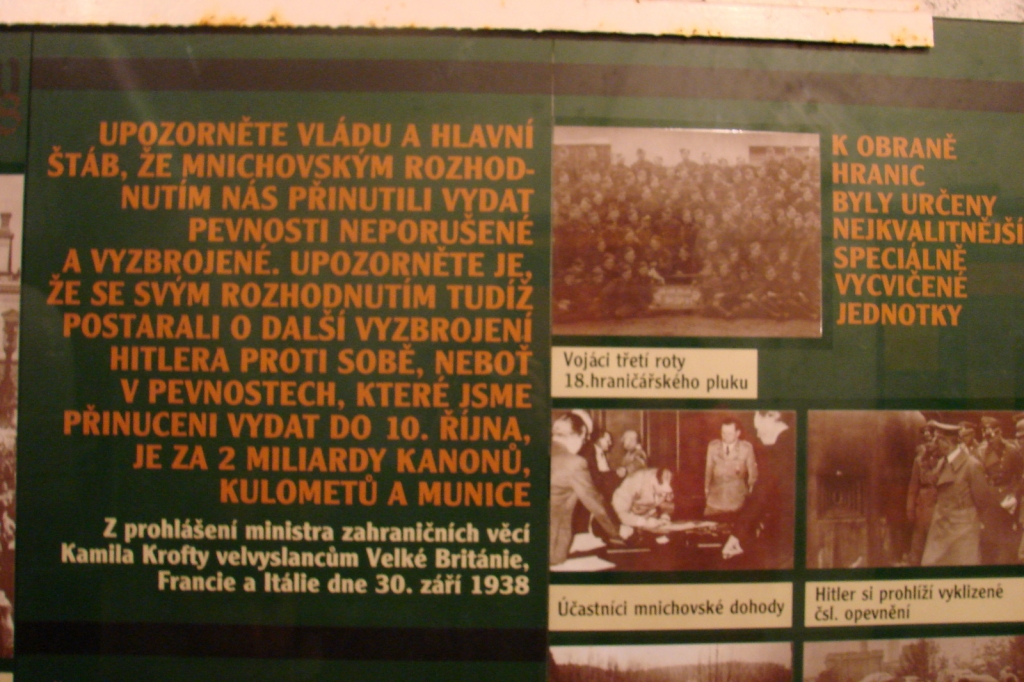 UPOZORNĚTE VLÁDU A HLAVNÍ
ŠTÁB, ŽE MNICHOVSKÝM ROZHOD-
NUTÍM NÁS PŘINUTILI VYDAT
PEVNOSTI NEPORUŠENÉ
A VYZBROJENÉ. UPOZORNĚTE JE,
ŽE SE SVÝM ROZHODNUTÍM TUDÍŽ
POSTARALI O DALŠÍ VYZBROJENÍ
HITLERA PROTI SOBĚ, NEBOŤ
V PEVNOSTECH, KTERÉ JSME
PŘINUCENI VYDAT DO 10. ŘÍJNA,
JE ZA 2 MILIARDY KANONŮ,
KULOMETŮ A MUNICE
Z prohlášení ministra zahraničních věcí
Kamila Krofty velvyslancům Velké Británie,
Francie a Itálie dne 30. září 1938
K OBRANĚ
HRANIC
BYLY URČENY
NEJKVALITNĚJŠÍ
SPECIÁLNĚ
VYCVIČENÉ
JEDNOTKY
Vojáci třetí roty
18.hraničářského pluku
Účastníci mnichovské dohody
Hitler si prohlíží vyklizené
čsl. opevnění